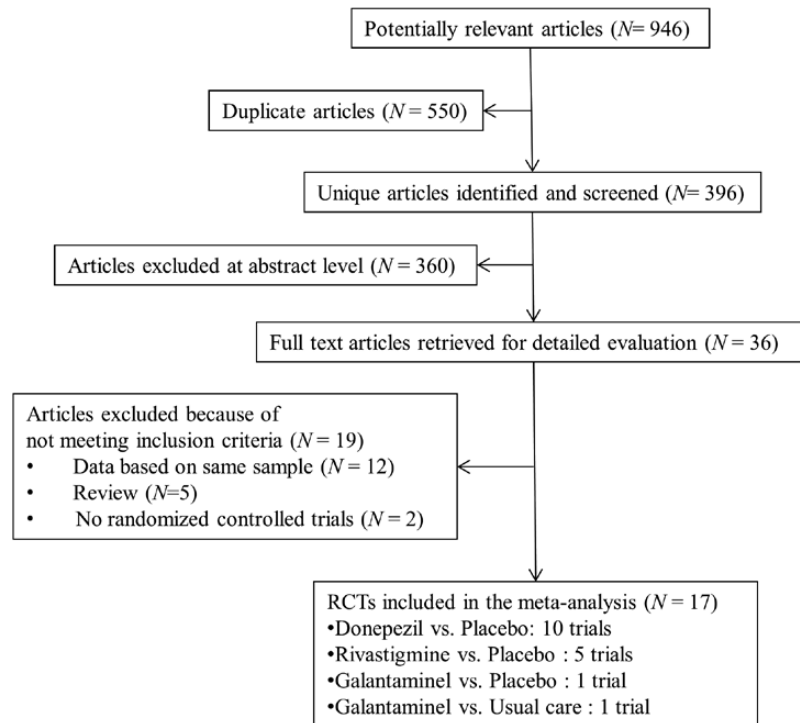 Potentially relevant articles (N= 946)
Duplicate articles (N = 550)
Unique articles identified and screened (N= 396)
Articles excluded at abstract level (N = 360)
Full text articles retrieved for detailed evaluation (N = 36)
Articles excluded because of
not meeting inclusion criteria (N = 19)
• Data based on same sample (N = 12)
• Review (N=5)
• No randomized controlled trials (N = 2)
RCTs included in the meta-analysis (N = 17)
•Donepezil vs. Placebo: 10 trials
•Rivastigmine vs. Placebo : 5 trials
•Galantaminel vs. Placebo : 1 trial
•Galantaminel vs. Usual care : 1 trial